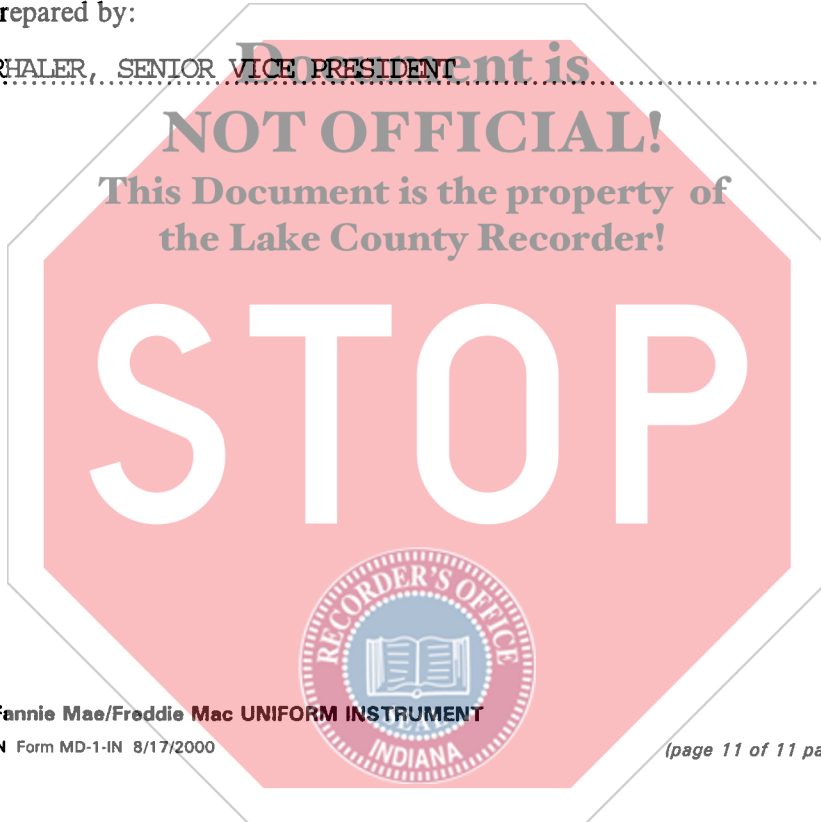 repared by:
RHALER, SENIOR VICE PRESIDENT
Document is
NOT OFFICIAL!
This Document is the property of
the Lake County Recorder!
STOP
RECORDER'S OFFICE
SEAL
INDIANA
annie Mae/Freddie Mac UNIFORM INSTRUMENT
N Form MD-1-IN 8/17/2000
(page 11 of 11 pa